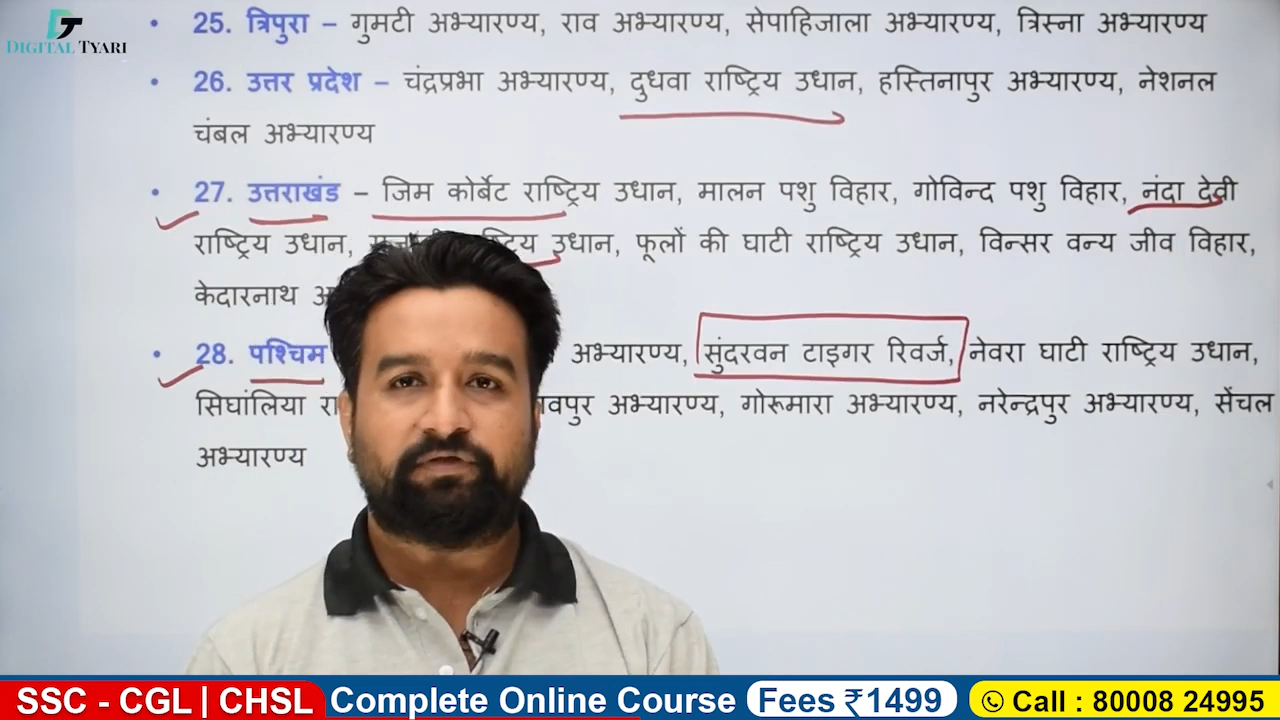 DIGITAL TYARI
• 25. त्रिपुरा – गुमटी अभ्यारण्य, राव अभ्यारण्य, सेपाहिजाला अभ्यारण्य, त्रिस्ना अभ्यारण्य
• 26. उत्तर प्रदेश – चंद्रप्रभा अभ्यारण्य, दुधवा राष्ट्रिय उधान, हस्तिनापुर अभ्यारण्य, नेशनल
चंबल अभ्यारण्य
• 27. उत्तराखंड – जिम कोर्बेट राष्ट्रिय उधान, मालन पशु विहार, गोविन्द पशु विहार, नंदा देवी
राष्ट्रिय उधान, उधान, फूलों की घाटी राष्ट्रिय उधान, विन्सर वन्य जीव विहार,
केदारनाथ
• 28. पश्चिम अभ्यारण्य, सुंदरवन टाइगर रिवर्ज, नेवरा घाटी राष्ट्रिय उधान,
सिघांलिया अभ्यारण्य, गोरूमारा अभ्यारण्य, नरेन्द्रपुर अभ्यारण्य, सेंचल
अभ्यारण्य
SSC - CGL | CHSL Complete Online Course Fees ₹1499 Call : 80008 24995